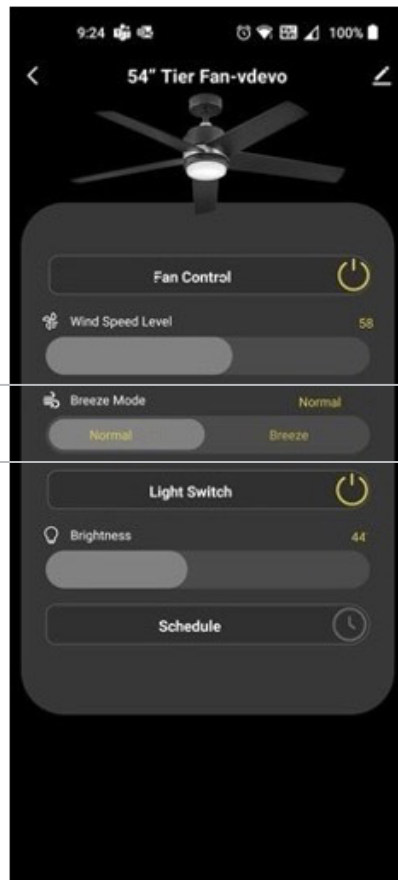 9:24 100%
54" Tier Fan-vdevo
Fan Control
Wind Speed Level 58
Breeze Mode Normal
Normal Breeze
Light Switch
Brightness 44
Schedule